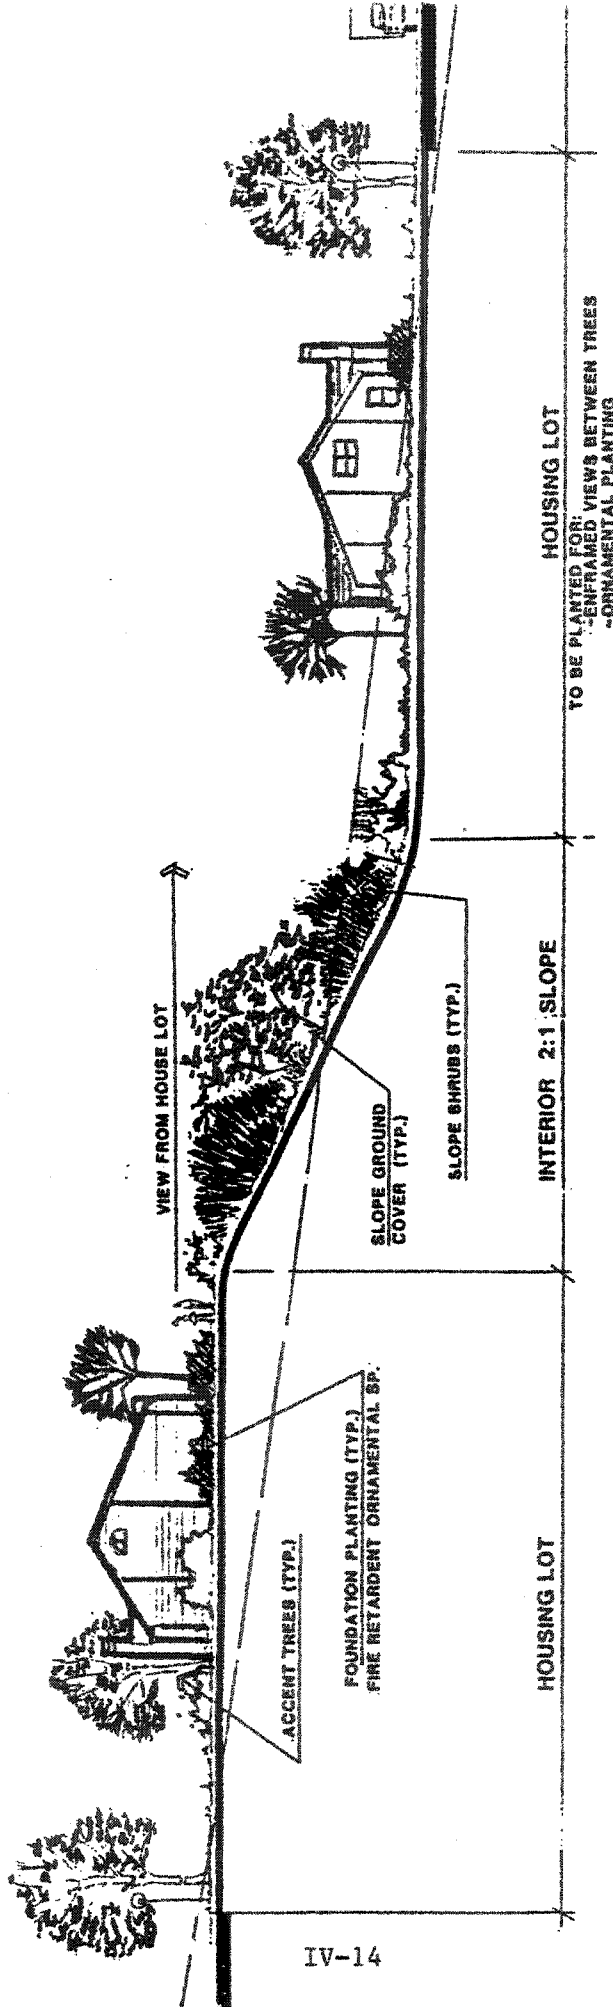 VIEW FROM HOUSE LOT
ACCENT TREES (TYP.)
FOUNDATION PLANTING (TYP.)
FIRE RETARDENT ORNAMENTAL SP.
SLOPE GROUND
COVER (TYP.)
SLOPE SHRUBS (TYP.)
HOUSING LOT
INTERIOR 2:1 SLOPE
HOUSING LOT
TO BE PLANTED FOR:
-ENFRAMED VIEWS BETWEEN TREES
-ORNAMENTAL PLANTING
IV-14